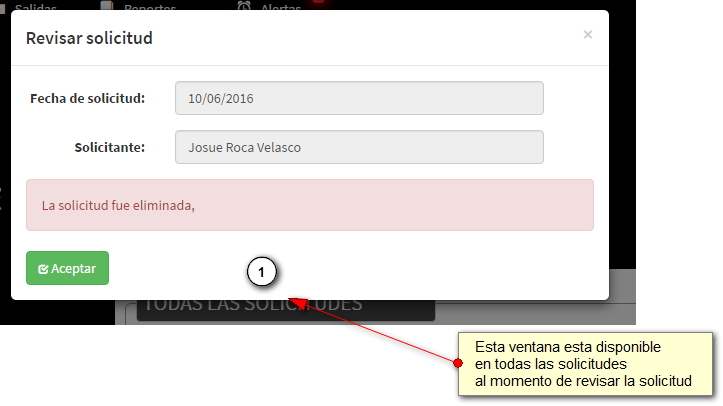 Salidas Reportes Alertas
Revisar solicitud ×
Fecha de solicitud: 10/06/2016
Solicitante: Josue Roca Velasco
La solicitud fue eliminada,
Aceptar
1
TODAS LAS SOLICITUDES
Esta ventana esta disponible
en todas las solicitudes
al momento de revisar la solicitud